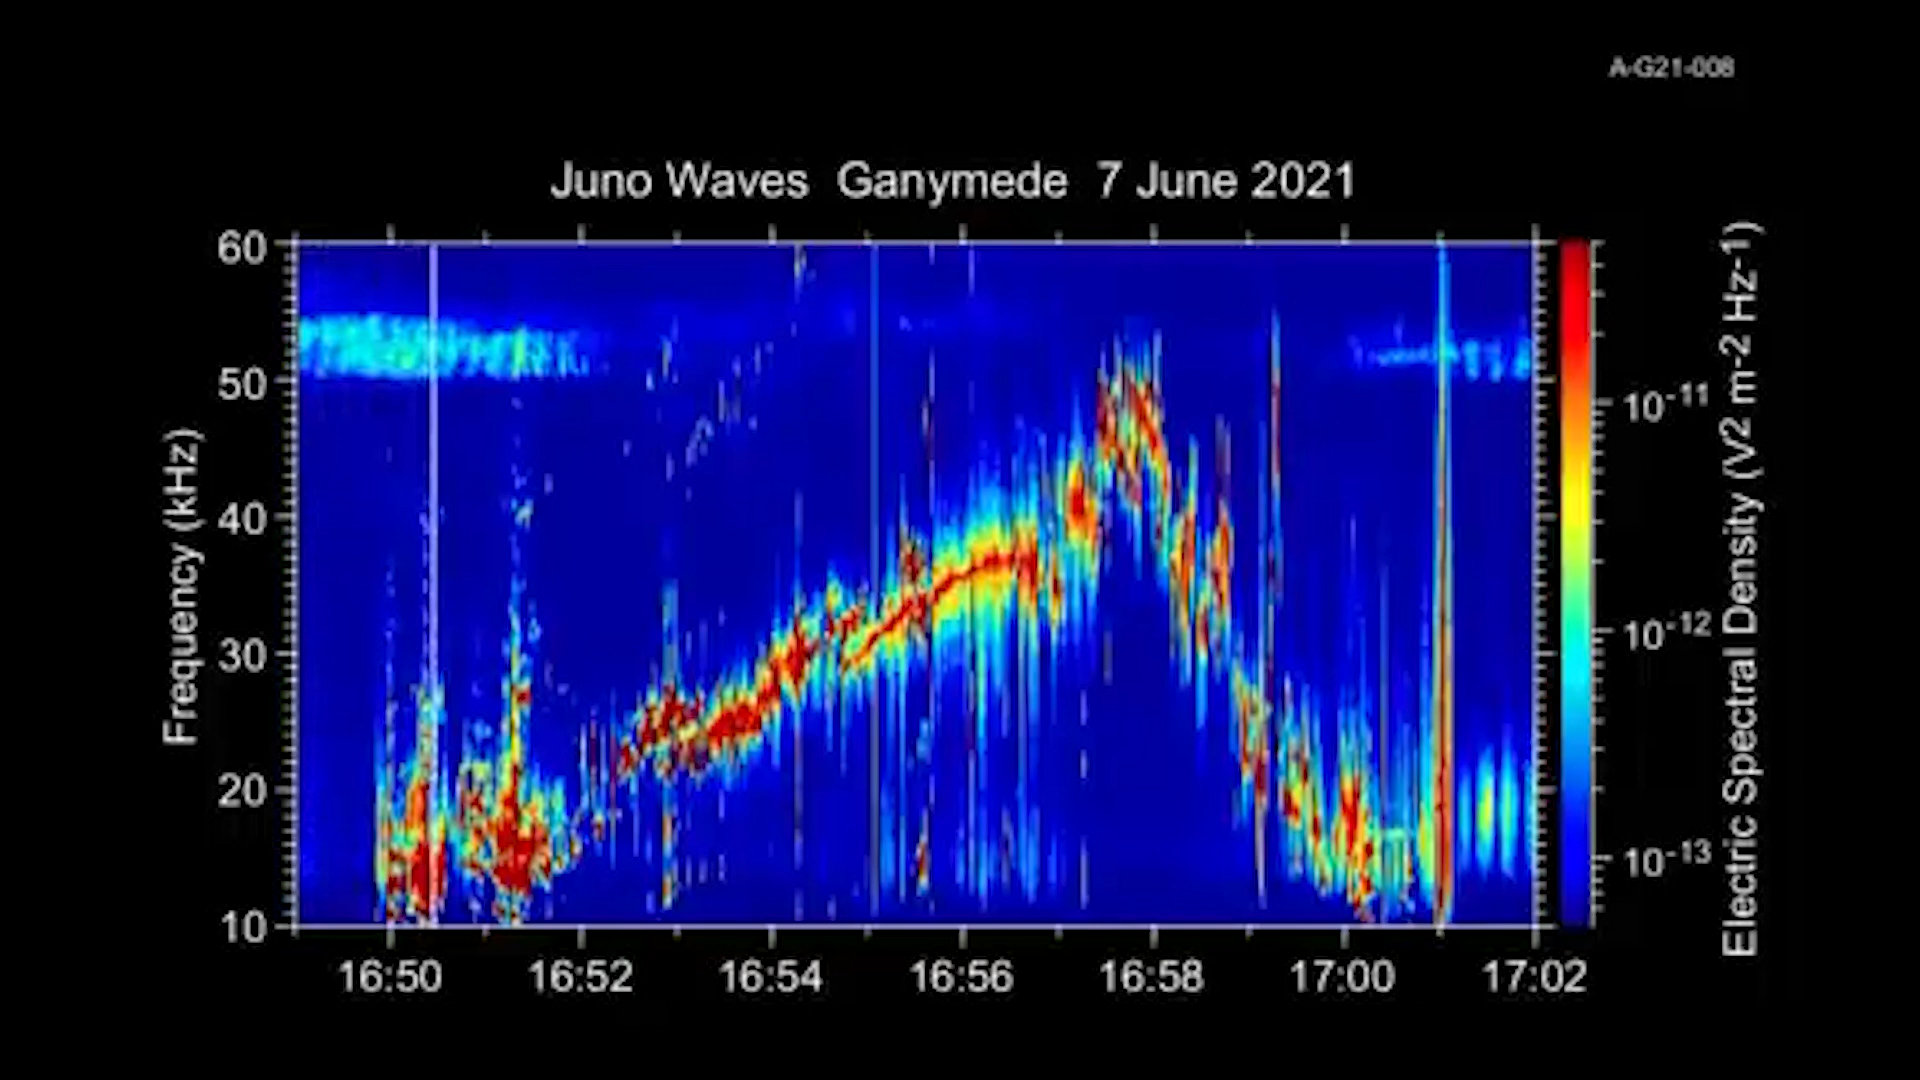 A-G21-008
Juno Waves Ganymede 7 June 2021
Frequency (kHz)
60
50
40
30
20
10
16:50 16:52 16:54 16:56 16:58 17:00 17:02
10-11
10-12
10-13
Electric Spectral Density (V2 m-2 Hz-1)